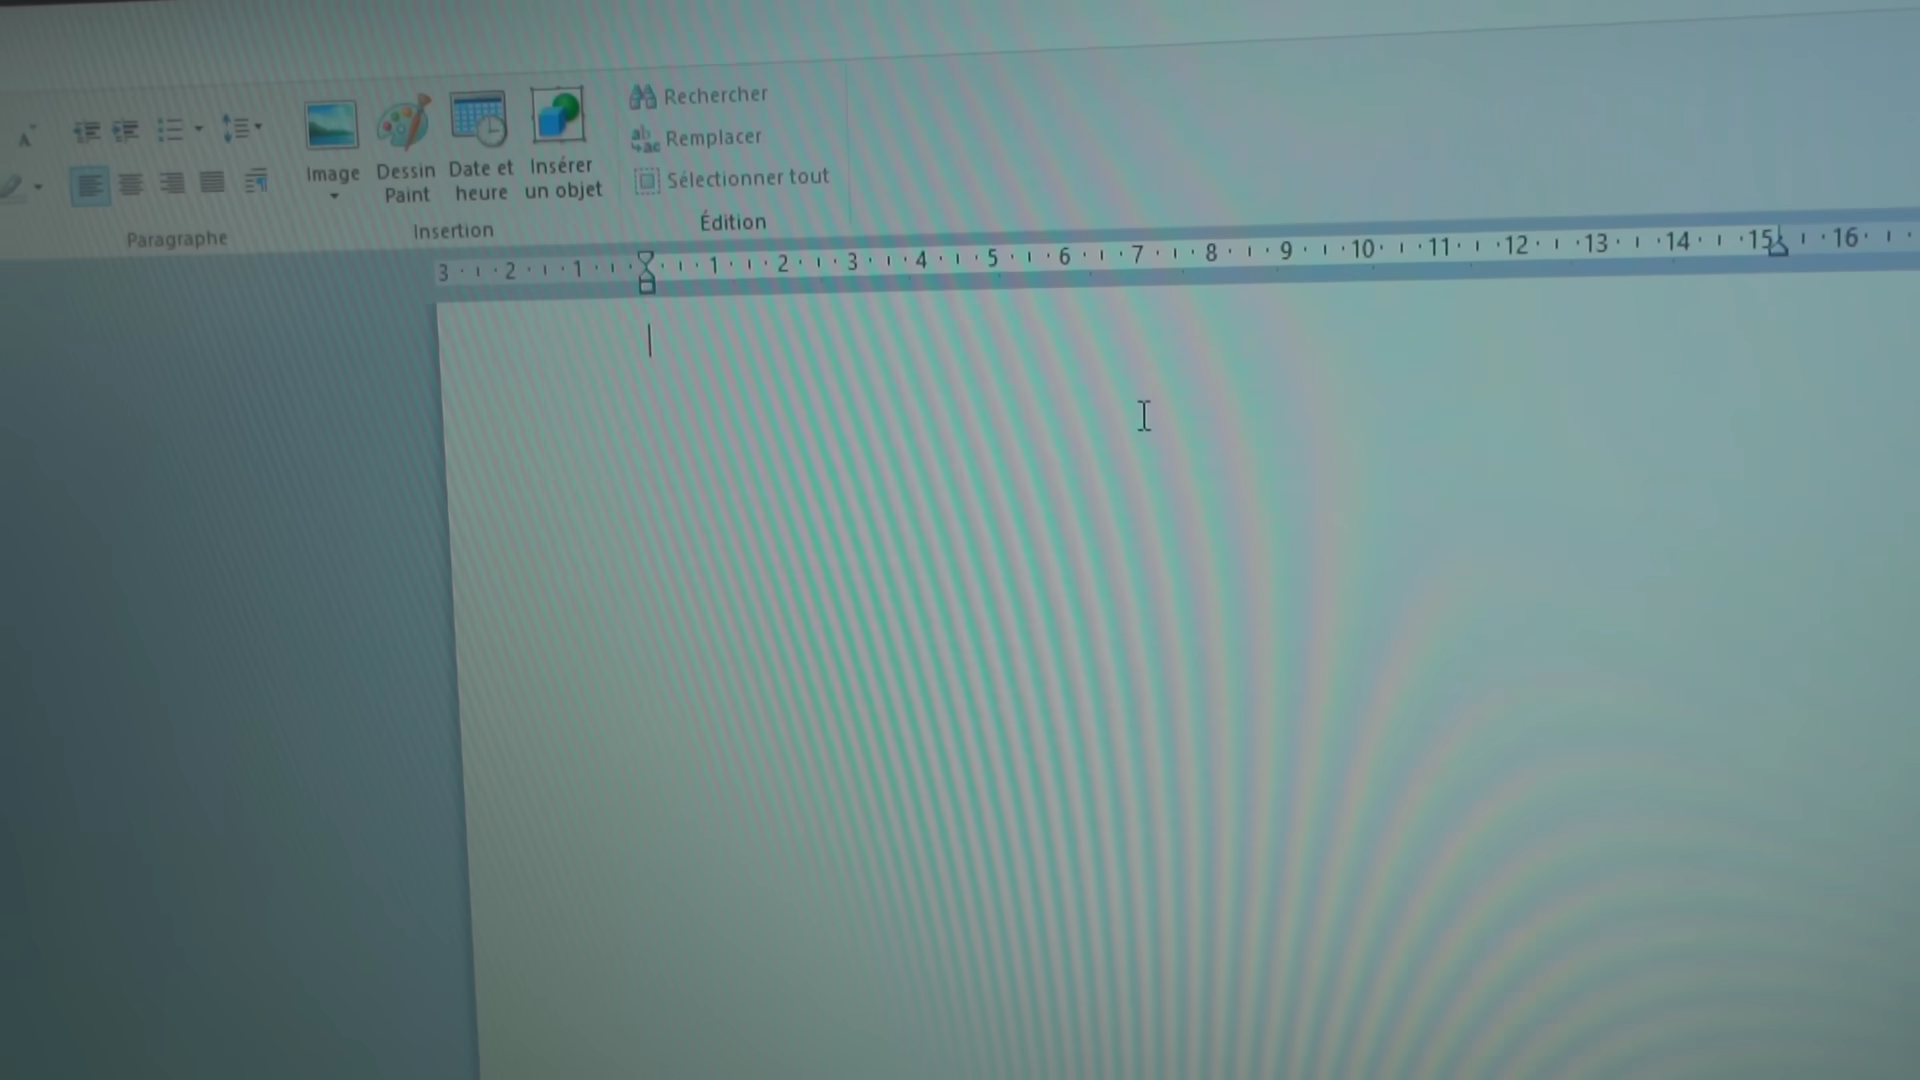 Rechercher
Remplacer
Sélectionner tout
Image
Dessin Paint
Date et heure
Insérer un objet
Paragraphe
Insertion
Édition
3 2 1 1 2 3 4 5 6 7 8 9 10 11 12 13 14 15 16